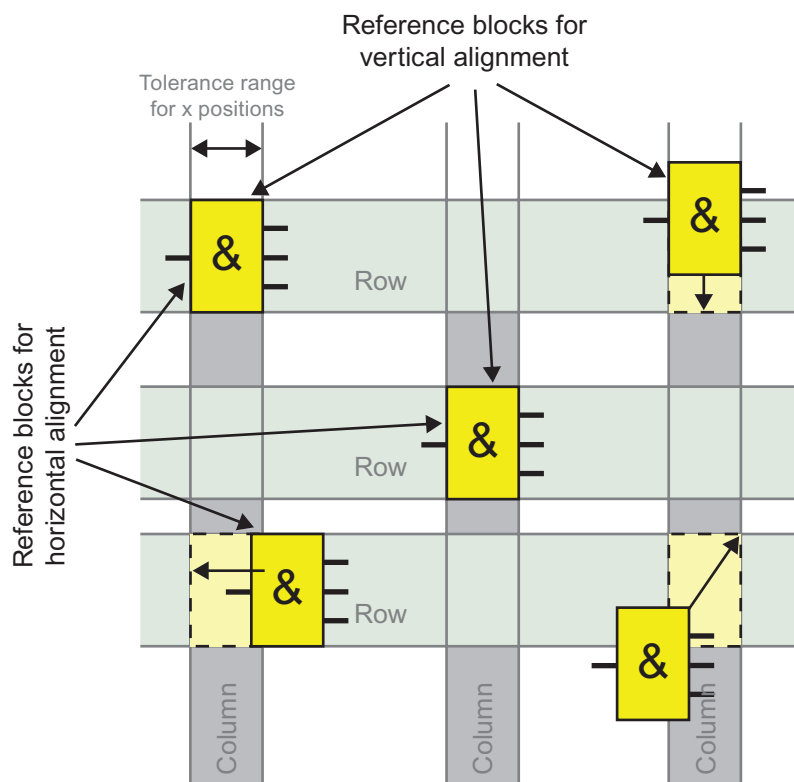 Reference blocks for
vertical alignment
Tolerance range
for x positions
&
&
Row
Reference blocks for
horizontal alignment
&
Row
&
Row
&
Column
Column
Column